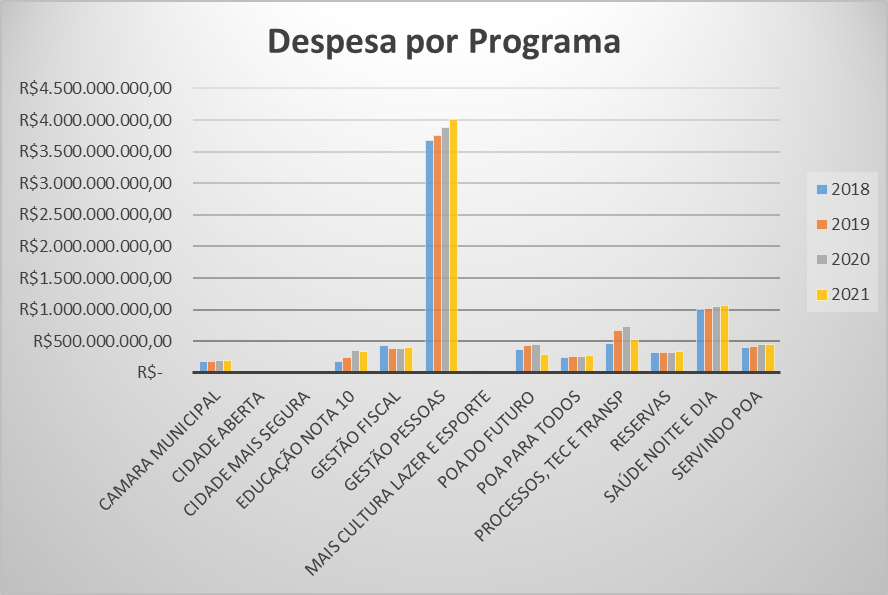 Despesa por Programa
R$4.500.000.000,00
R$4.000.000.000,00
R$3.500.000.000,00
R$3.000.000.000,00
R$2.500.000.000,00
R$2.000.000.000,00
R$1.500.000.000,00
R$1.000.000.000,00
R$500.000.000,00
R$-
2018
2019
2020
2021
CAMARA MUNICIPAL
CIDADE ABERTA
CIDADE MAIS SEGURA
EDUCAÇÃO NOTA 10
GESTÃO FISCAL
GESTÃO PESSOAS
MAIS CULTURA LAZER E ESPORTE
POA DO FUTURO
POA PARA TODOS
PROCESSOS, TEC E TRANSP
RESERVAS
SAÚDE NOITE E DIA
SERVINDO POA